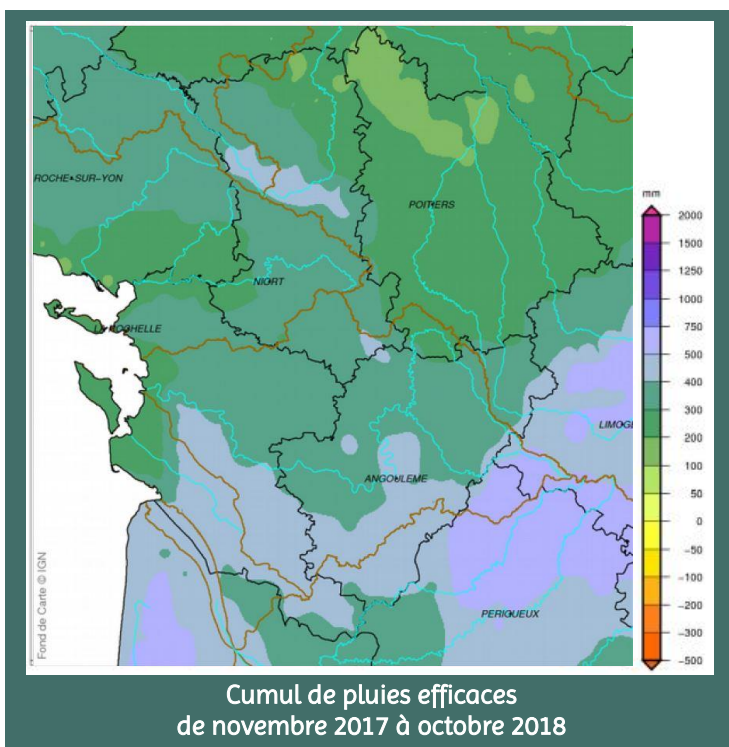 ROCHE-SUR-YON
POITIERS
NIORT
LA ROCHELLE
LIMOG
ANGOULEME
PERIGUEUX
Fond de Carte © IGN
mm
2000
1500
1250
1000
750
500
400
300
200
100
50
0
-50
-100
-200
-300
-500
Cumul de pluies efficaces
de novembre 2017 à octobre 2018